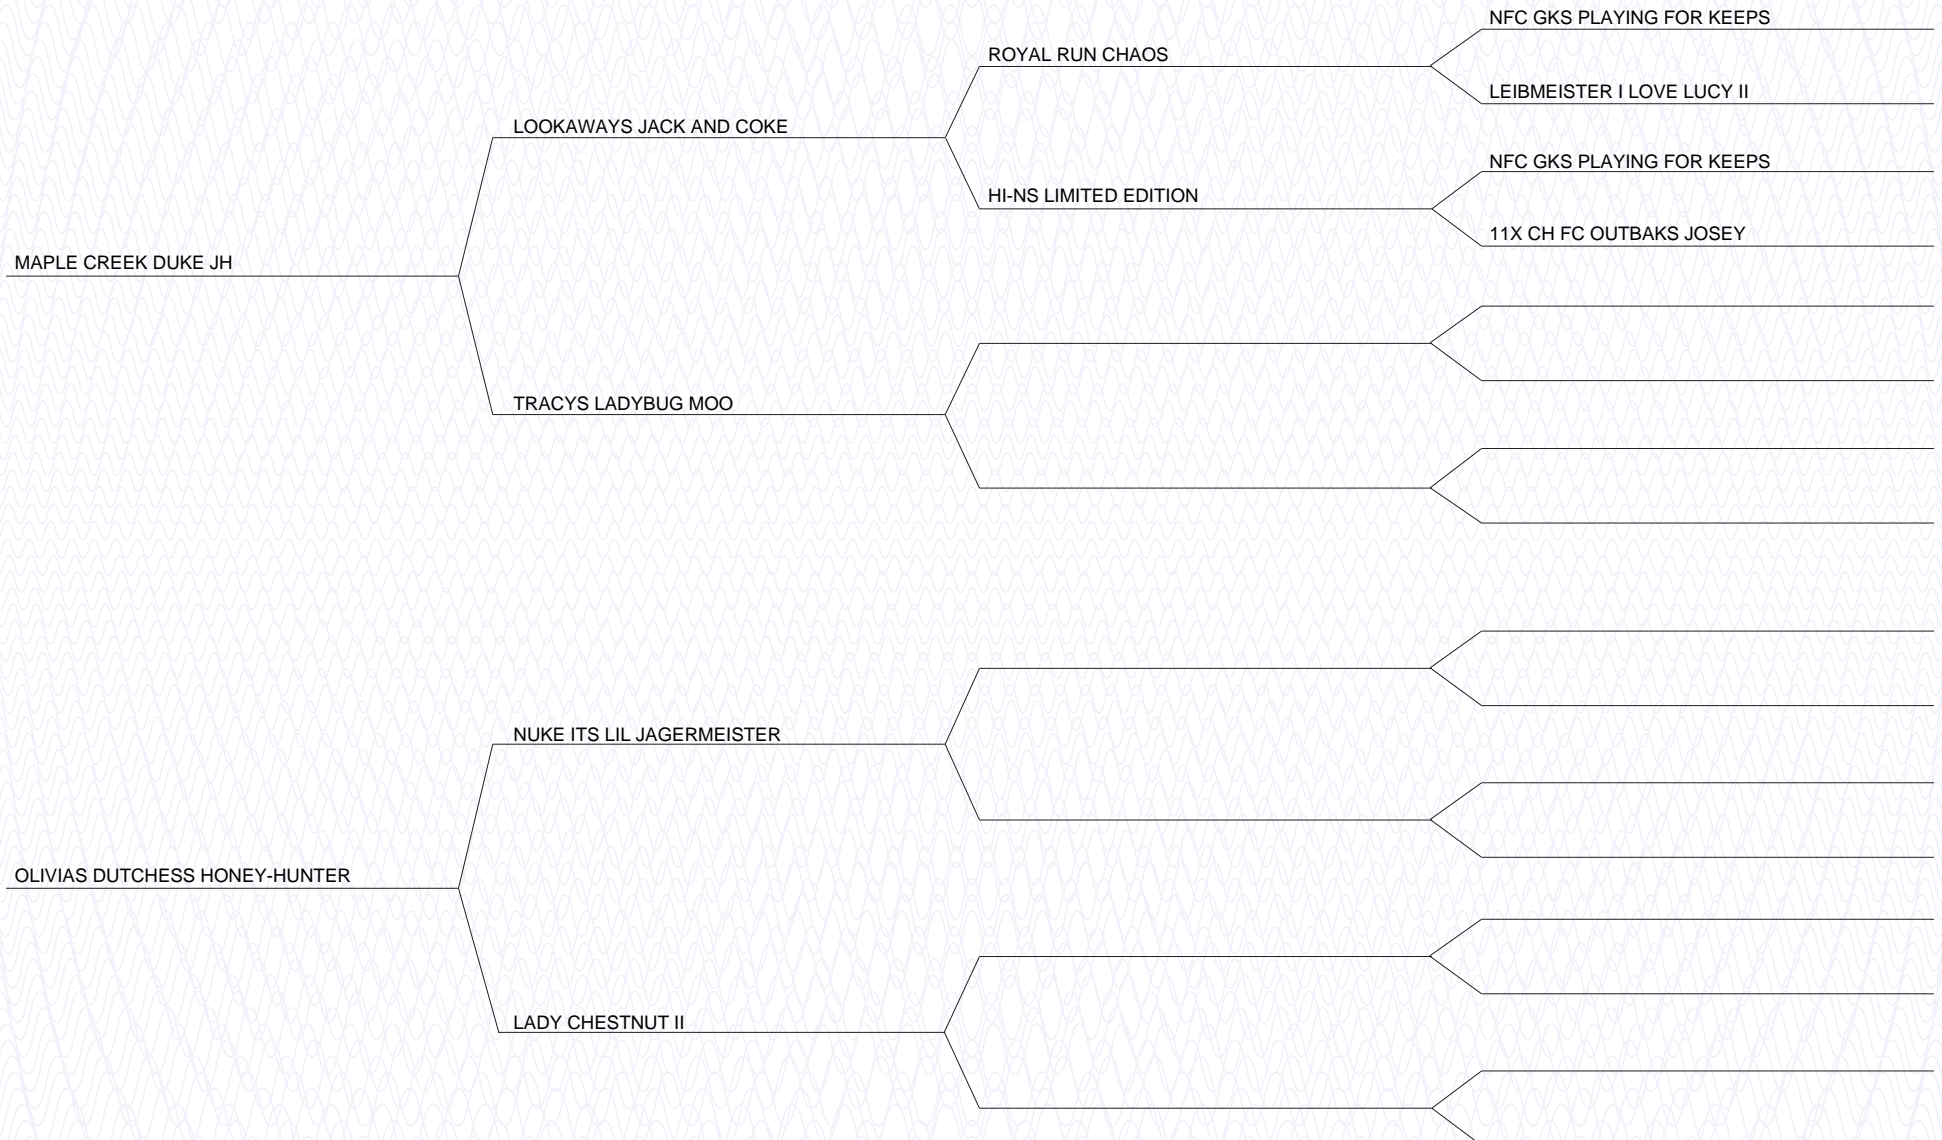 NFC GKS PLAYING FOR KEEPS
ROYAL RUN CHAOS
LEIBMEISTER I LOVE LUCY II
LOOKAWAYS JACK AND COKE
NFC GKS PLAYING FOR KEEPS
HI-NS LIMITED EDITION
11X CH FC OUTBAKS JOSEY
MAPLE CREEK DUKE JH
TRACYS LADYBUG MOO
NUKE ITS LIL JAGERMEISTER
OLIVIAS DUTCHESS HONEY-HUNTER
LADY CHESTNUT II